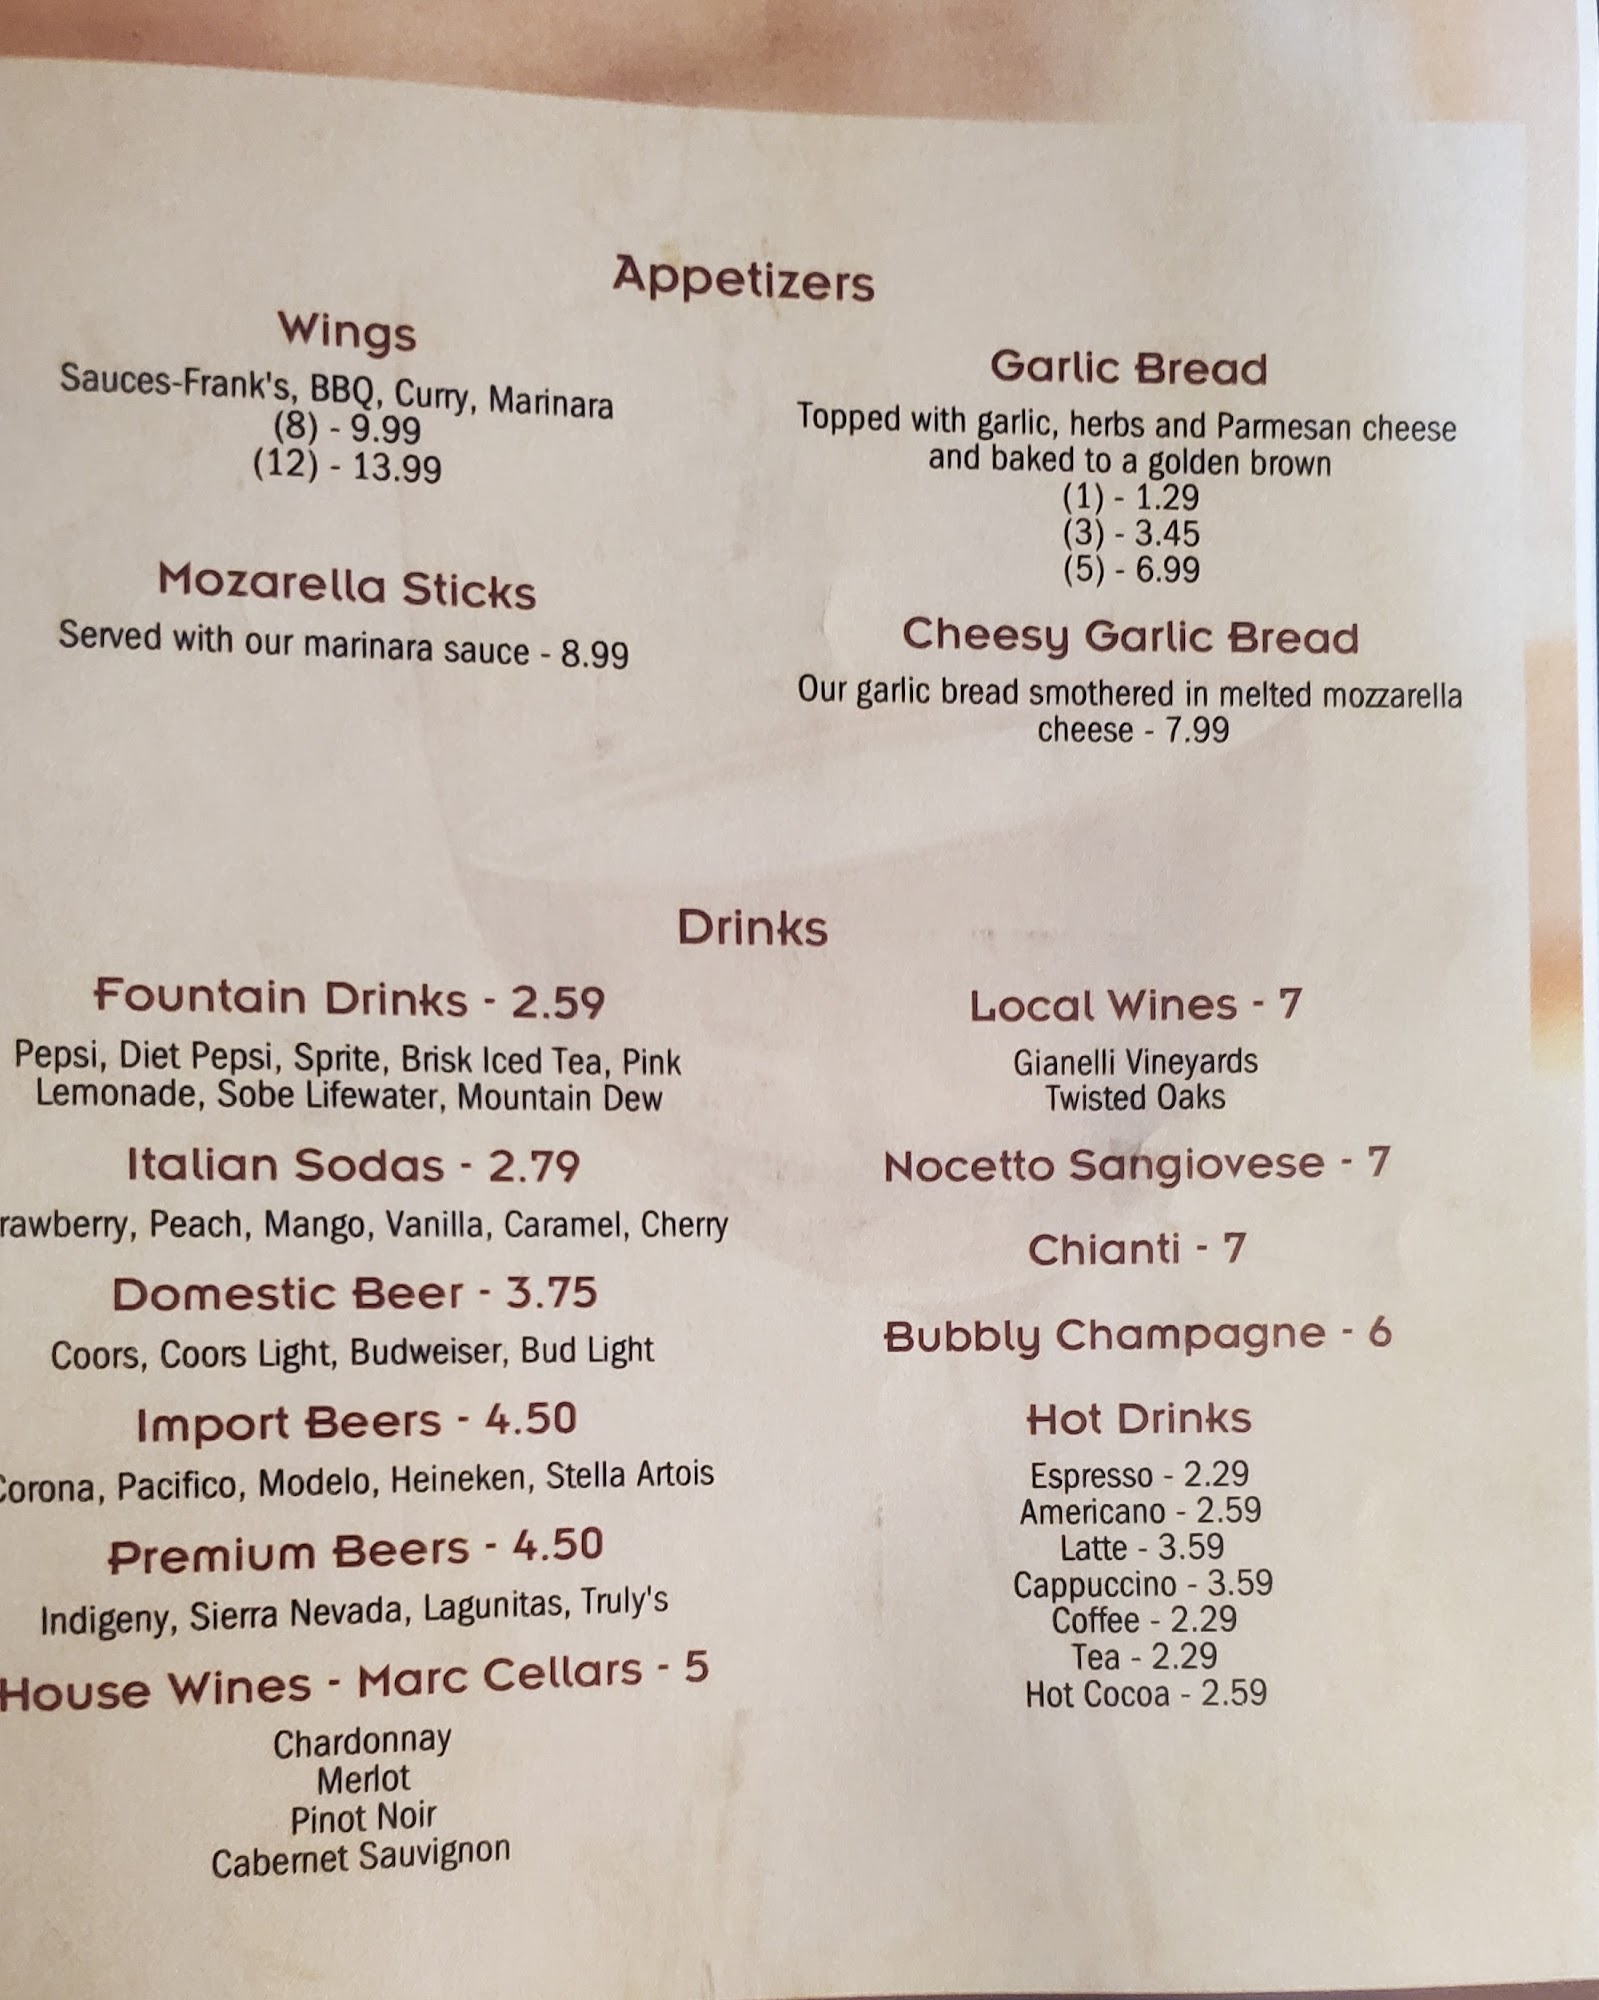 Appetizers
Wings
Sauces-Frank's, BBQ, Curry, Marinara
(8) - 9.99
(12) - 13.99
Mozarella Sticks
Served with our marinara sauce - 8.99
Garlic Bread
Topped with garlic, herbs and Parmesan cheese
and baked to a golden brown
(1) - 1.29
(3) - 3.45
(5) - 6.99
Cheesy Garlic Bread
Our garlic bread smothered in melted mozzarella
cheese - 7.99
Drinks
Fountain Drinks - 2.59
Pepsi, Diet Pepsi, Sprite, Brisk Iced Tea, Pink
Lemonade, Sobe Lifewater, Mountain Dew
Italian Sodas - 2.79
rawberry, Peach, Mango, Vanilla, Caramel, Cherry
Domestic Beer - 3.75
Coors, Coors Light, Budweiser, Bud Light
Import Beers - 4.50
Corona, Pacifico, Modelo, Heineken, Stella Artois
Premium Beers - 4.50
Indigeny, Sierra Nevada, Lagunitas, Truly's
House Wines - Marc Cellars - 5
Chardonnay
Merlot
Pinot Noir
Cabernet Sauvignon
Local Wines - 7
Gianelli Vineyards
Twisted Oaks
Nocetto Sangiovese - 7
Chianti - 7
Bubbly Champagne - 6
Hot Drinks
Espresso - 2.29
Americano - 2.59
Latte - 3.59
Cappuccino - 3.59
Coffee - 2.29
Tea - 2.29
Hot Cocoa - 2.59